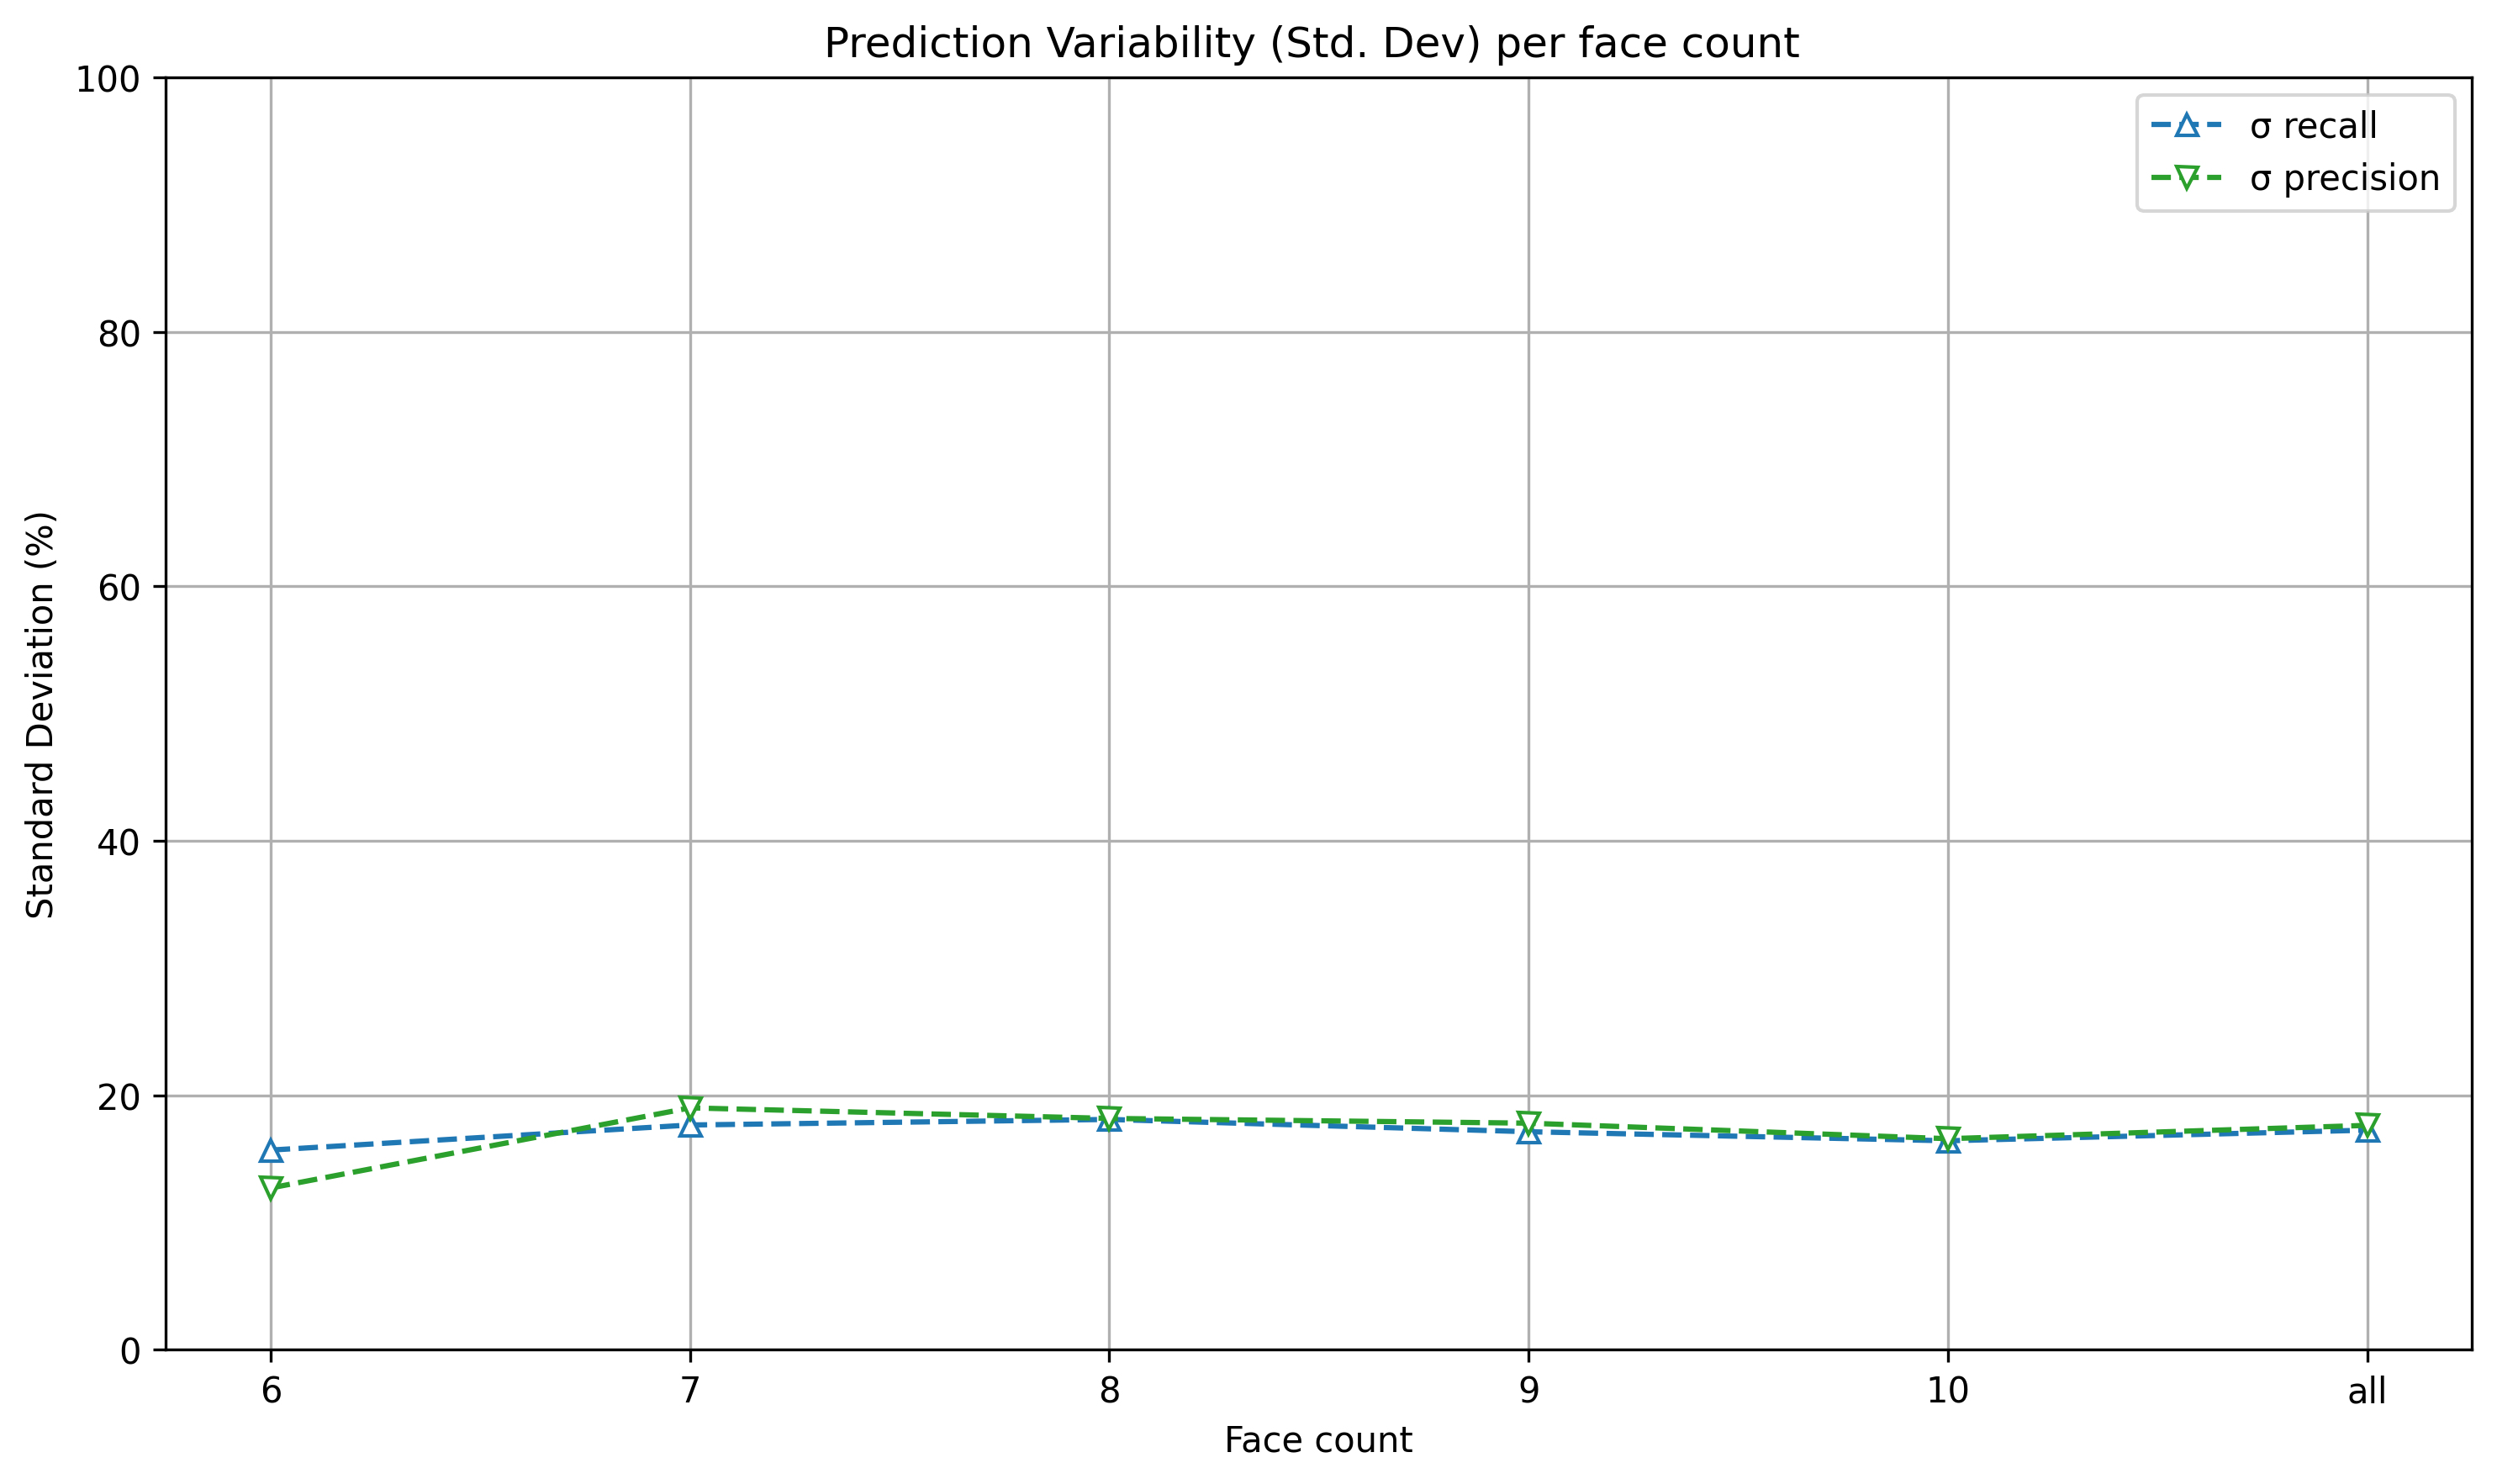 Prediction Variability (Std. Dev) per face count
100
80
60
40
20
0
Standard Deviation (%)
σ recall
σ precision
6 7 8 9 10 all
Face count